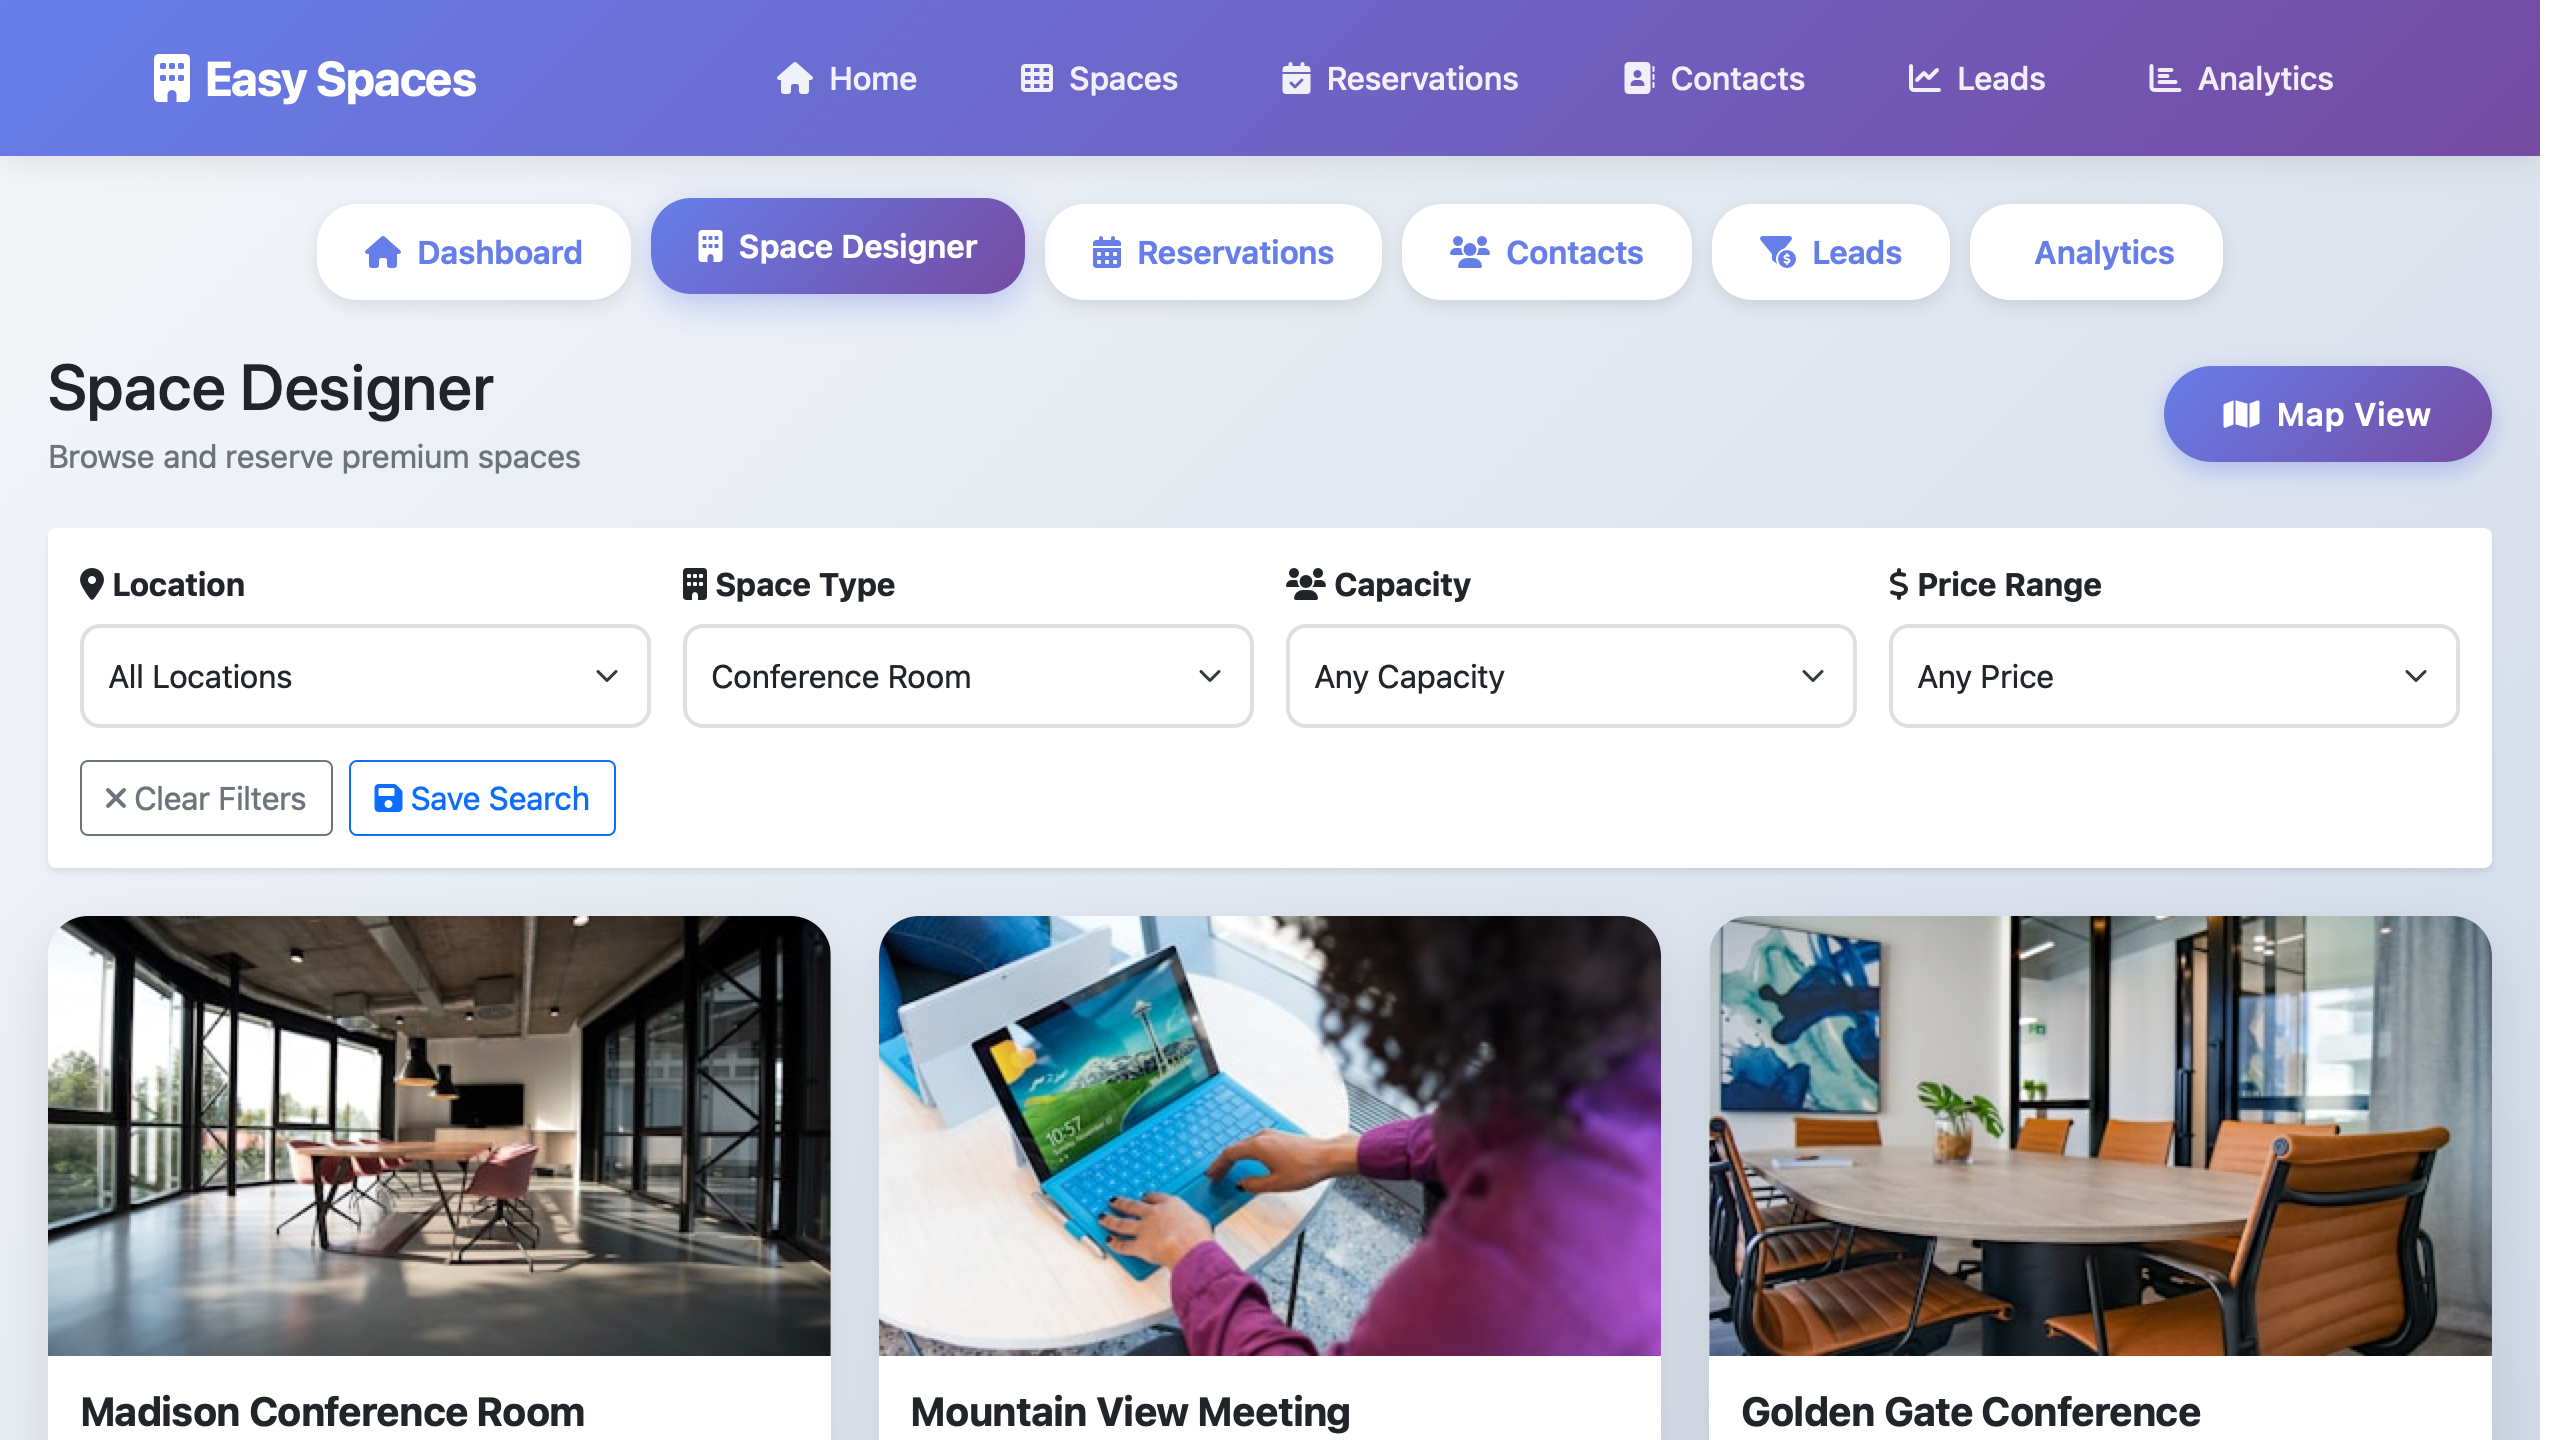 Easy Spaces
Home
Spaces
Reservations
Contacts
Leads
Analytics
Dashboard
Space Designer
Reservations
Contacts
Leads
Analytics
Space Designer
Browse and reserve premium spaces
Map View
Location
Space Type
Capacity
$ Price Range
All Locations
Conference Room
Any Capacity
Any Price
Clear Filters
Save Search
10:57
Madison Conference Room
Mountain View Meeting
Golden Gate Conference